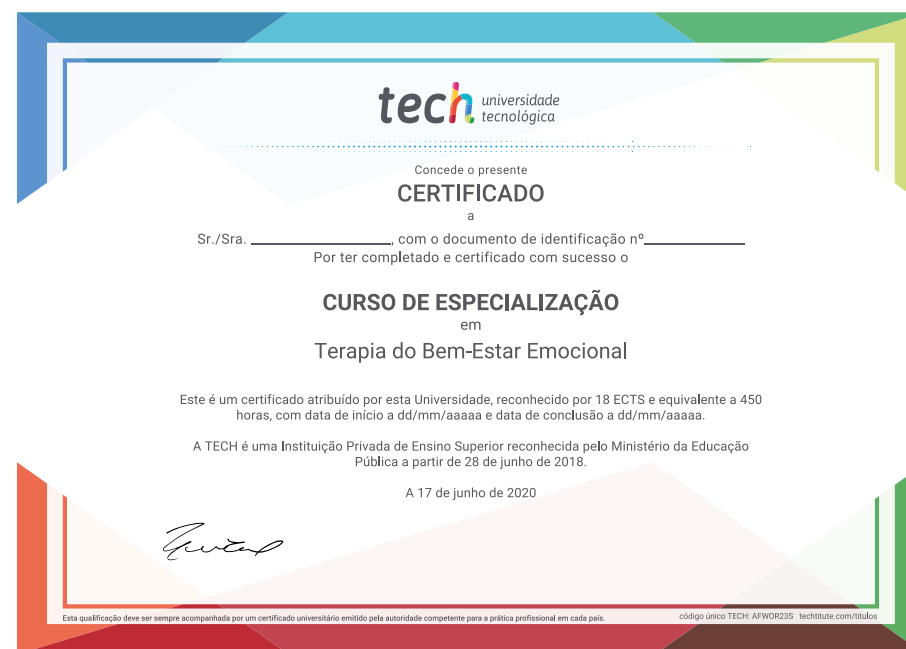 tech universidade
tecnológica
Concede o presente
CERTIFICADO
a
Sr./Sra. ____________________, com o documento de identificação nº______________
Por ter completado e certificado com sucesso o
CURSO DE ESPECIALIZAÇÃO
em
Terapia do Bem-Estar Emocional
Este é um certificado atribuído por esta Universidade, reconhecido por 18 ECTS e equivalente a 450
horas, com data de início a dd/mm/aaaaa e data de conclusão a dd/mm/aaaaa.
A TECH é uma Instituição Privada de Ensino Superior reconhecida pelo Ministério da Educação
Pública a partir de 28 de junho de 2018.
A 17 de junho de 2020
Esta qualificação deve ser sempre acompanhada por um certificado universitário emitido pela autoridade competente para a prática profissional em cada país.
código único TECH: AFWOR23S techtitute.com/titulos